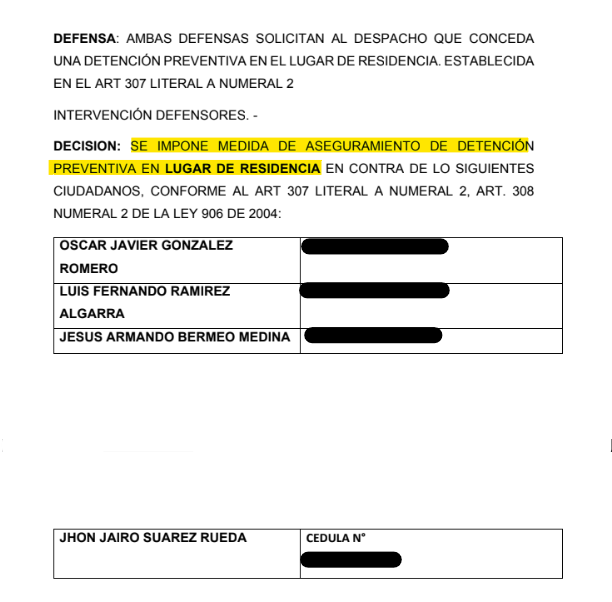 DEFENSA: AMBAS DEFENSAS SOLICITAN AL DESPACHO QUE CONCEDA
UNA DETENCIÓN PREVENTIVA EN EL LUGAR DE RESIDENCIA. ESTABLECIDA
EN EL ART 307 LITERAL A NUMERAL 2
INTERVENCIÓN DEFENSORES. -
DECISION: SE IMPONE MEDIDA DE ASEGURAMIENTO DE DETENCIÓN
PREVENTIVA EN LUGAR DE RESIDENCIA EN CONTRA DE LO SIGUIENTES
CIUDADANOS, CONFORME AL ART 307 LITERAL A NUMERAL 2, ART. 308
NUMERAL 2 DE LA LEY 906 DE 2004:
OSCAR JAVIER GONZALEZ
ROMERO
LUIS FERNANDO RAMIREZ
ALGARRA
JESUS ARMANDO BERMEO MEDINA
JHON JAIRO SUAREZ RUEDA
CEDULA N°